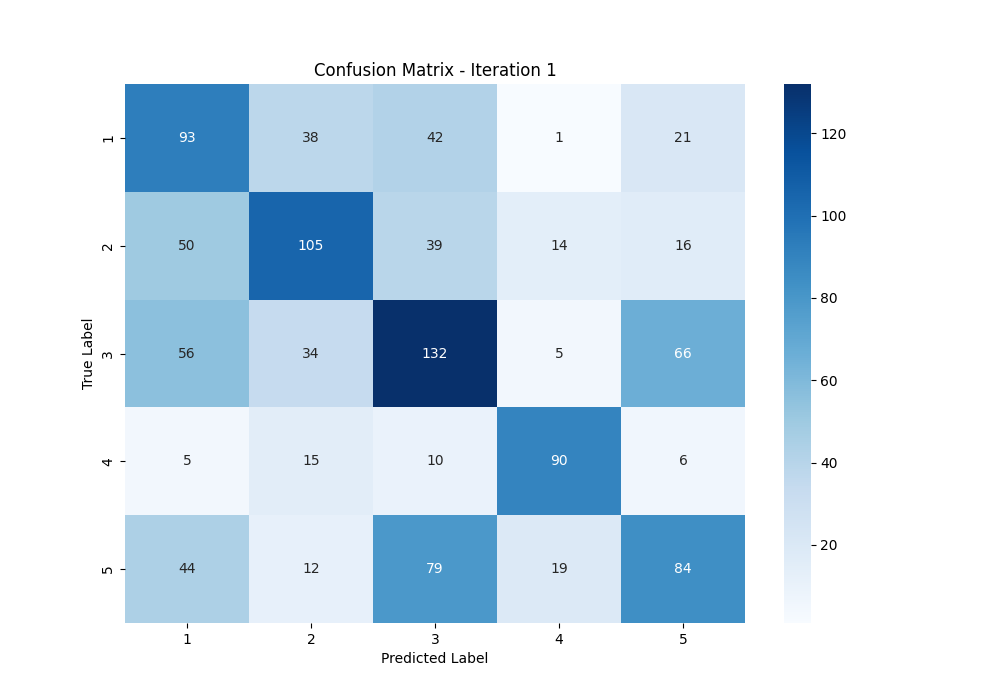 Confusion Matrix - Iteration 1
1 93 38 42 1 21
2 50 105 39 14 16
3 56 34 132 5 66
4 5 15 10 90 6
5 44 12 79 19 84
1 2 3 4 5
Predicted Label
True Label
120
100
80
60
40
20